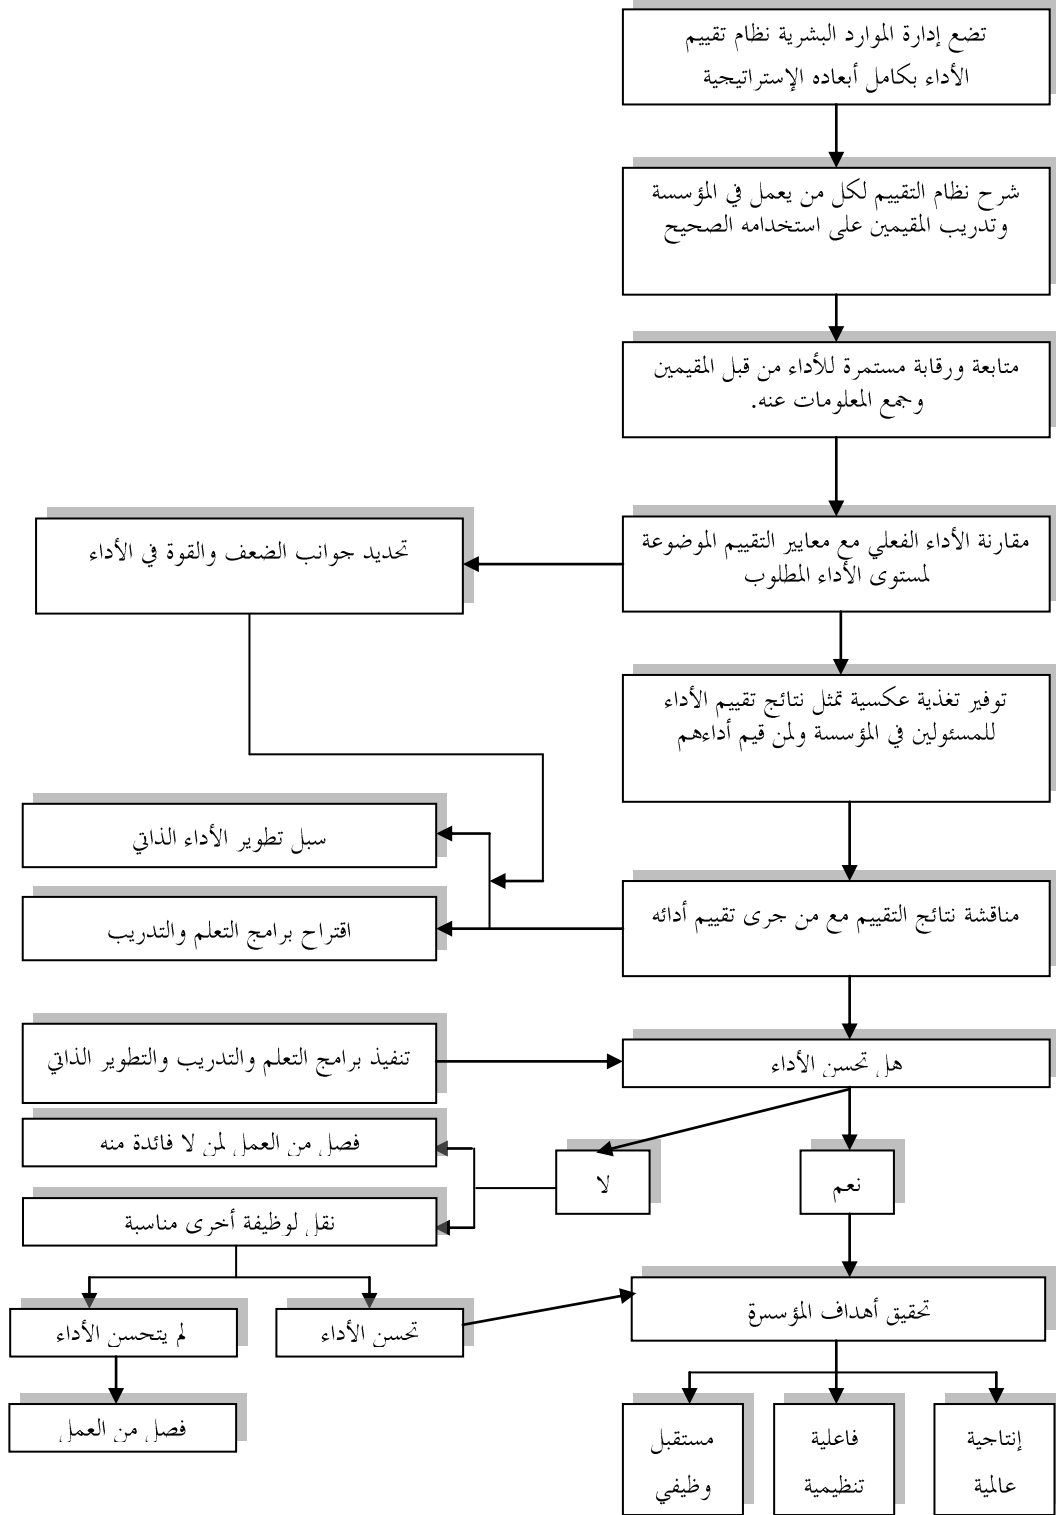 تضع إدارة الموارد البشرية نظام تقييم
الأداء بكامل أبعاده الإستراتيجية
شرح نظام التقييم لكل من يعمل في المؤسسة
وتدريب المقيمين على استخدامه الصحيح
متابعة ورقابة مستمرة للأداء من قبل المقيمين
وجمع المعلومات عنه.
مقارنة الأداء الفعلي مع معايير التقييم الموضوعة
لمستوى الأداء المطلوب
تحديد جوانب الضعف والقوة في الأداء
توفير تغذية عكسية تمثل نتائج تقييم الأداء
للمسئولين في المؤسسة ولمن قيم أداءهم
سبل تطوير الأداء الذاتي
مناقشة نتائج التقييم مع من جرى تقييم أدائه
اقتراح برامج التعلم والتدريب
هل تحسن الأداء
تنفيذ برامج التعلم والتدريب والتطوير الذاتي
فصل من العمل لمن لا فائدة منه
نعم
لا
نقل لوظيفة أخرى مناسبة
تحقيق أهداف المؤسسرة
تحسن الأداء
لم يتحسن الأداء
فصل من العمل
إنتاجية
عالمية
فاعلية
تنظيمية
مستقبل
وظيفي